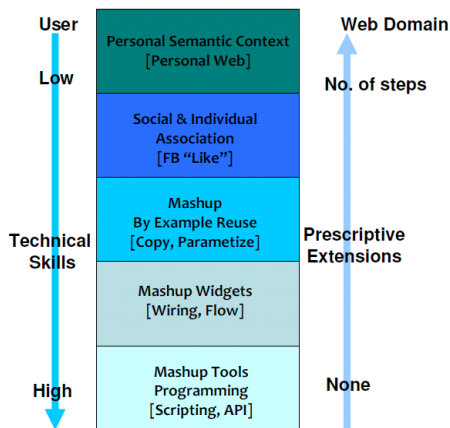 User
Web Domain
Personal Semantic Context
[Personal Web]
Low
No. of steps
Social & Individual
Association
[FB “Like”]
Mashup
By Example Reuse
[Copy, Parametize]
Technical
Skills
Prescriptive
Extensions
Mashup Widgets
[Wiring, Flow]
Mashup Tools
Programming
[Scripting, API]
High
None